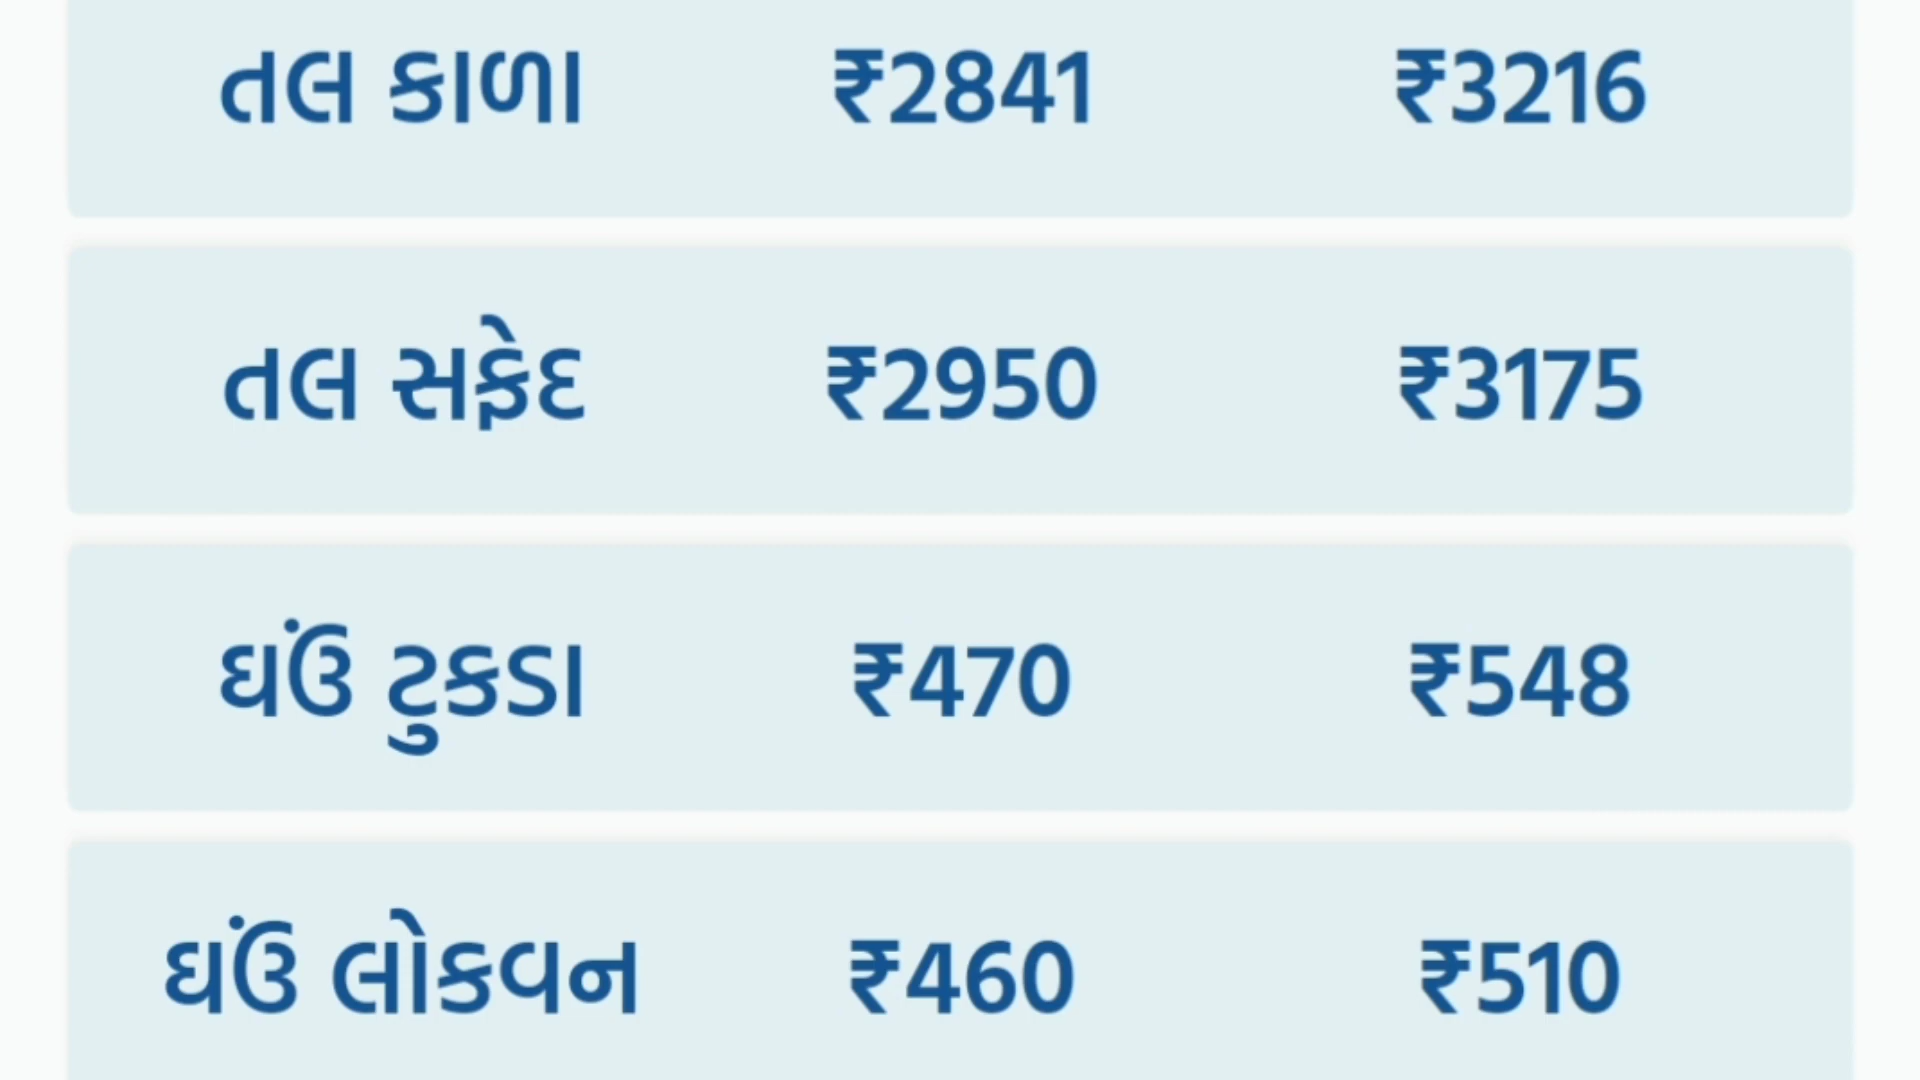 તલ કાળા ₹2841 ₹3216
તલ સફેદ ₹2950 ₹3175
ઘઉં ટુકડા ₹470 ₹548
ઘઉં લોકવન ₹460 ₹510